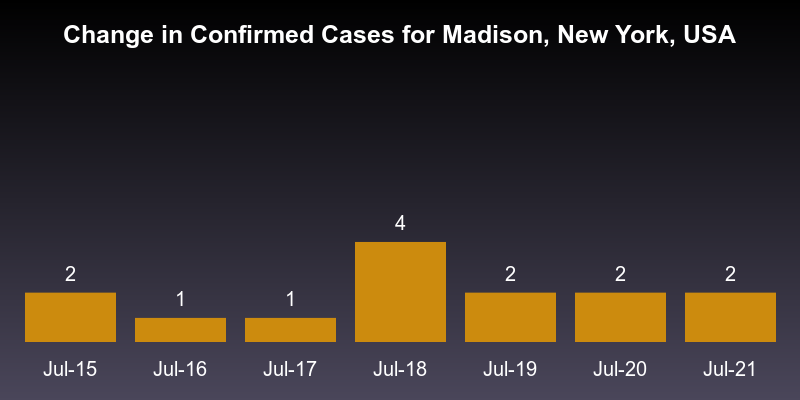 Change in Confirmed Cases for Madison, New York, USA
4
2 1 1 2 2 2
Jul-15 Jul-16 Jul-17 Jul-18 Jul-19 Jul-20 Jul-21